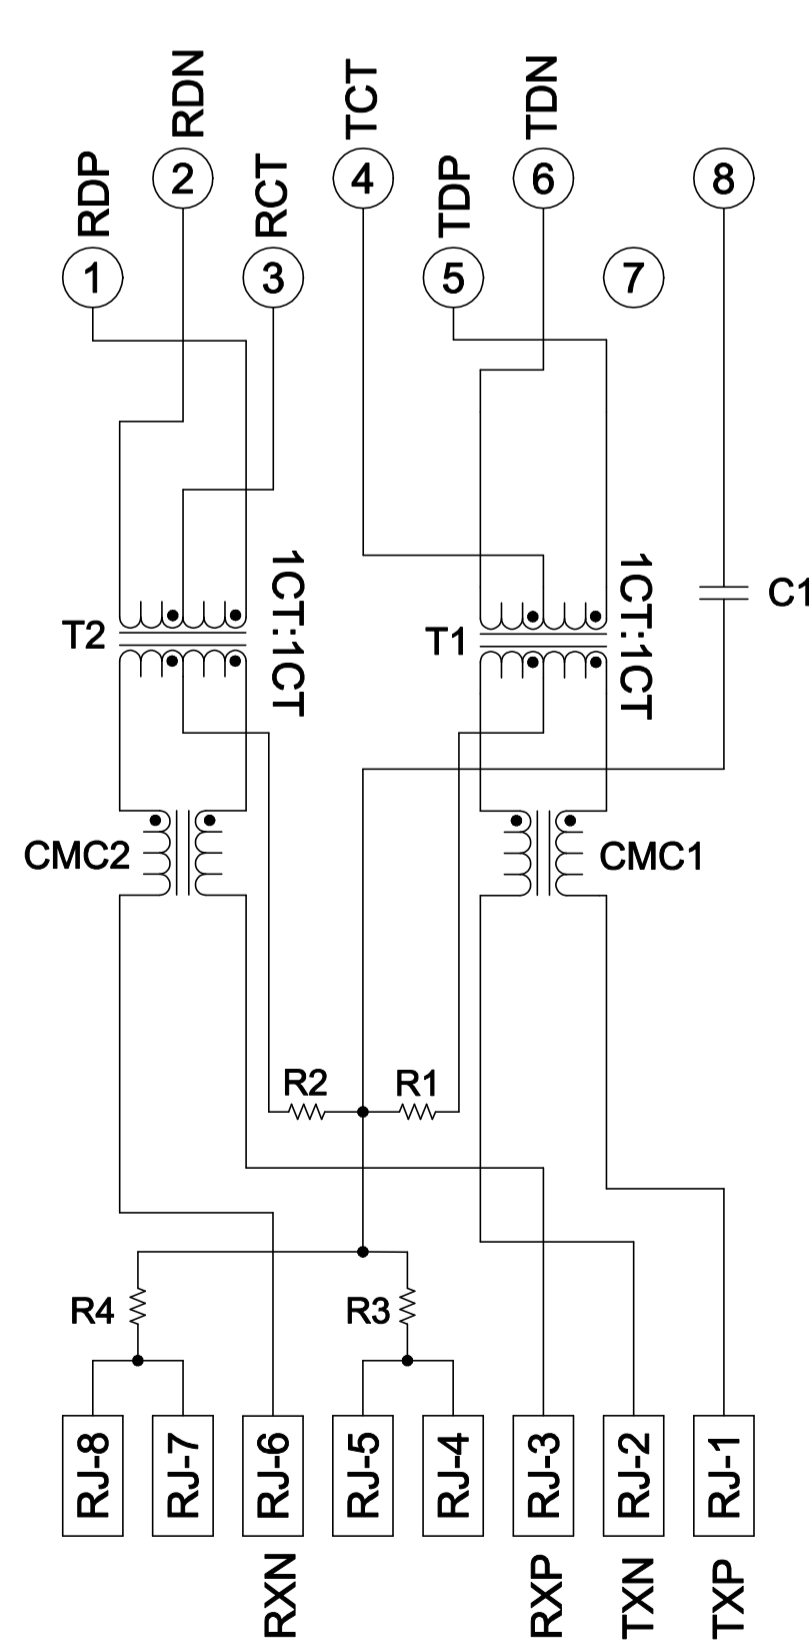 RDP
RDN
RCT
TCT
TDP
TDN
2
4
6
8
1
3
5
7
1CT:1CT
1CT:1CT
C1
T2
T1
CMC2
CMC1
R2
R1
R4
R3
RJ-8
RJ-7
RJ-6
RJ-5
RJ-4
RJ-3
RJ-2
RJ-1
RXN
RXP
TXN
TXP